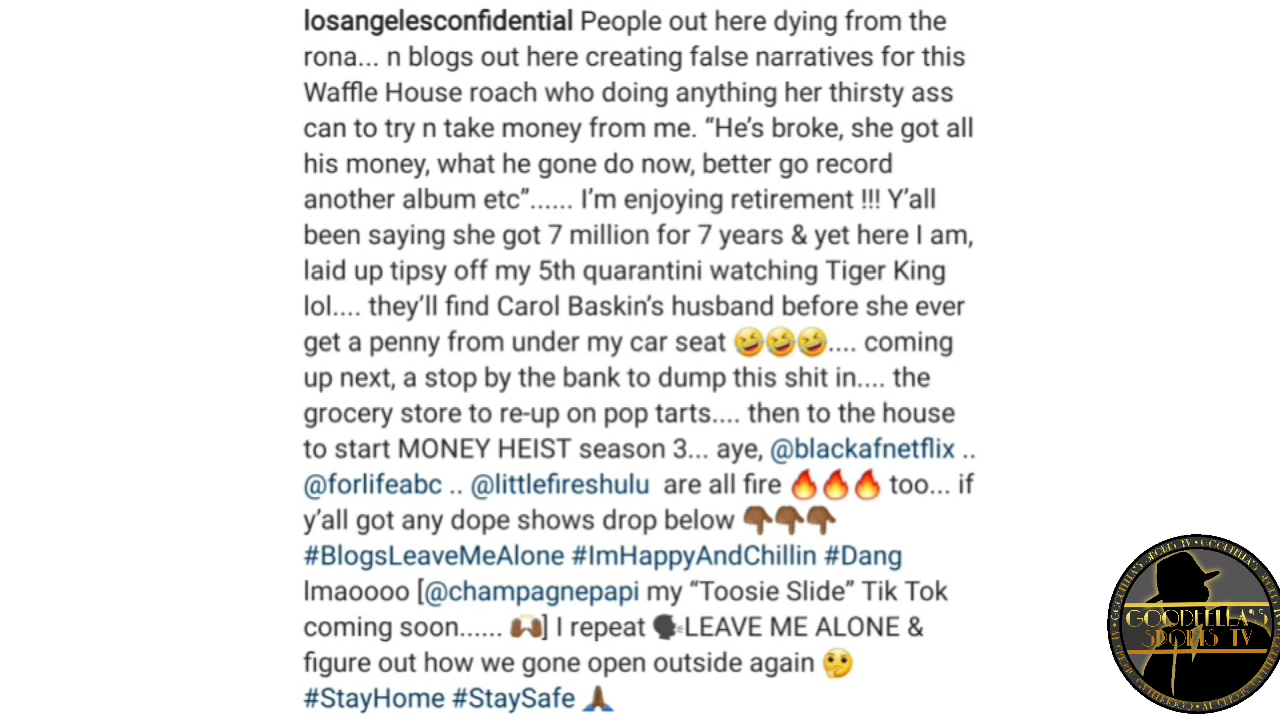 losangelesconfidential People out here dying from the
rona... n blogs out here creating false narratives for this
Waffle House roach who doing anything her thirsty ass
can to try n take money from me. “He’s broke, she got all
his money, what he gone do now, better go record
another album etc”...... I’m enjoying retirement !!! Y’all
been saying she got 7 million for 7 years & yet here I am,
laid up tipsy off my 5th quarantini watching Tiger King
lol.... they’ll find Carol Baskin’s husband before she ever
get a penny from under my car seat 🤣🤣🤣.... coming
up next, a stop by the bank to dump this shit in.... the
grocery store to re-up on pop tarts.... then to the house
to start MONEY HEIST season 3... aye, @blackafnetflix ..
@forlifeabc .. @littlefireshulu are all fire 🔥🔥🔥 too... if
y’all got any dope shows drop below 👇🏾👇🏾👇🏾
#BlogsLeaveMeAlone #ImHappyAndChillin #Dang
lmaoooo [@champagnepapi my “Toosie Slide” Tik Tok
coming soon...... 🙌🏾] I repeat 🗣LEAVE ME ALONE &
figure out how we gone open outside again 🤔
#StayHome #StaySafe 🙏🏾
GOODFELLA'S
SPORTS TV